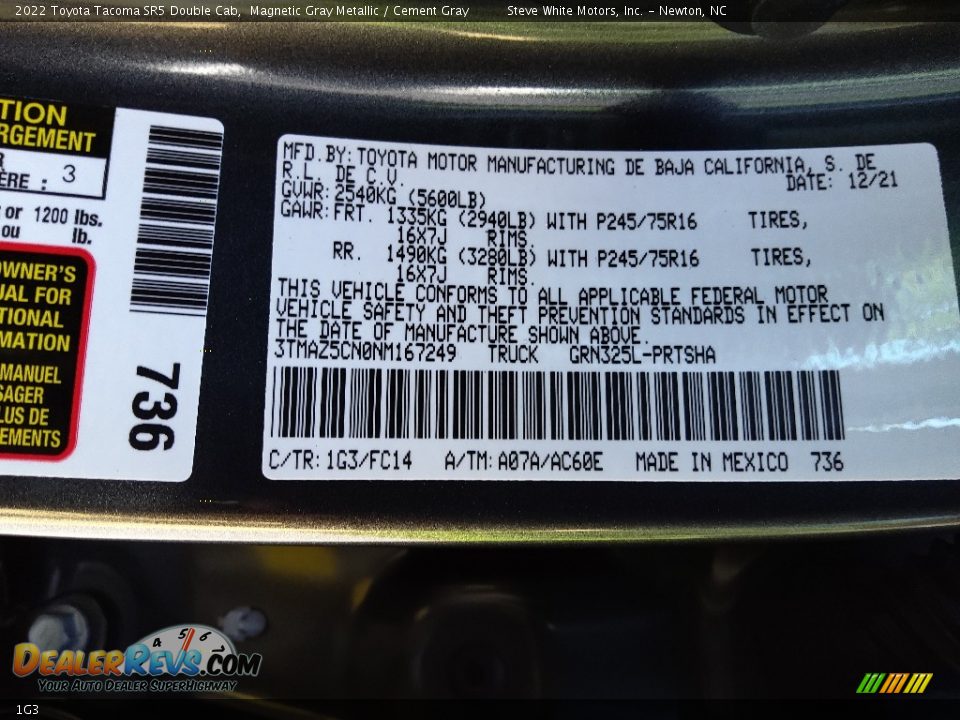 2022 Toyota Tacoma SR5 Double Cab, Magnetic Gray Metallic / Cement Gray Steve White Motors, Inc. – Newton, NC
TION
RGEMENT
R
ÈRE : 3
or 1200 lbs.
ou lb.
OWNER'S
UAL FOR
TIONAL
MATION
MANUEL
SAGER
LUS DE
EMENTS
736
MFD.BY: TOYOTA MOTOR MANUFACTURING DE BAJA CALIFORNIA, S. DE
R.L. DE C.V.
DATE: 12/21
GVWR: 2540KG (5600LB)
GAWR: FRT. 1335KG (2940LB) WITH P245/75R16 TIRES,
16X7J RIMS.
RR. 1490KG (3280LB) WITH P245/75R16 TIRES,
16X7J RIMS.
THIS VEHICLE CONFORMS TO ALL APPLICABLE FEDERAL MOTOR
VEHICLE SAFETY AND THEFT PREVENTION STANDARDS IN EFFECT ON
THE DATE OF MANUFACTURE SHOWN ABOVE.
3TMAZ5CN0NM167249 TRUCK GRN325L-PRTSHA
C/TR: 1G3/FC14 A/TM: A07A/AC60E MADE IN MEXICO 736
4 5 6 7
DEALERREVS.COM
YOUR AUTO DEALER SUPERHIGHWAY
1G3